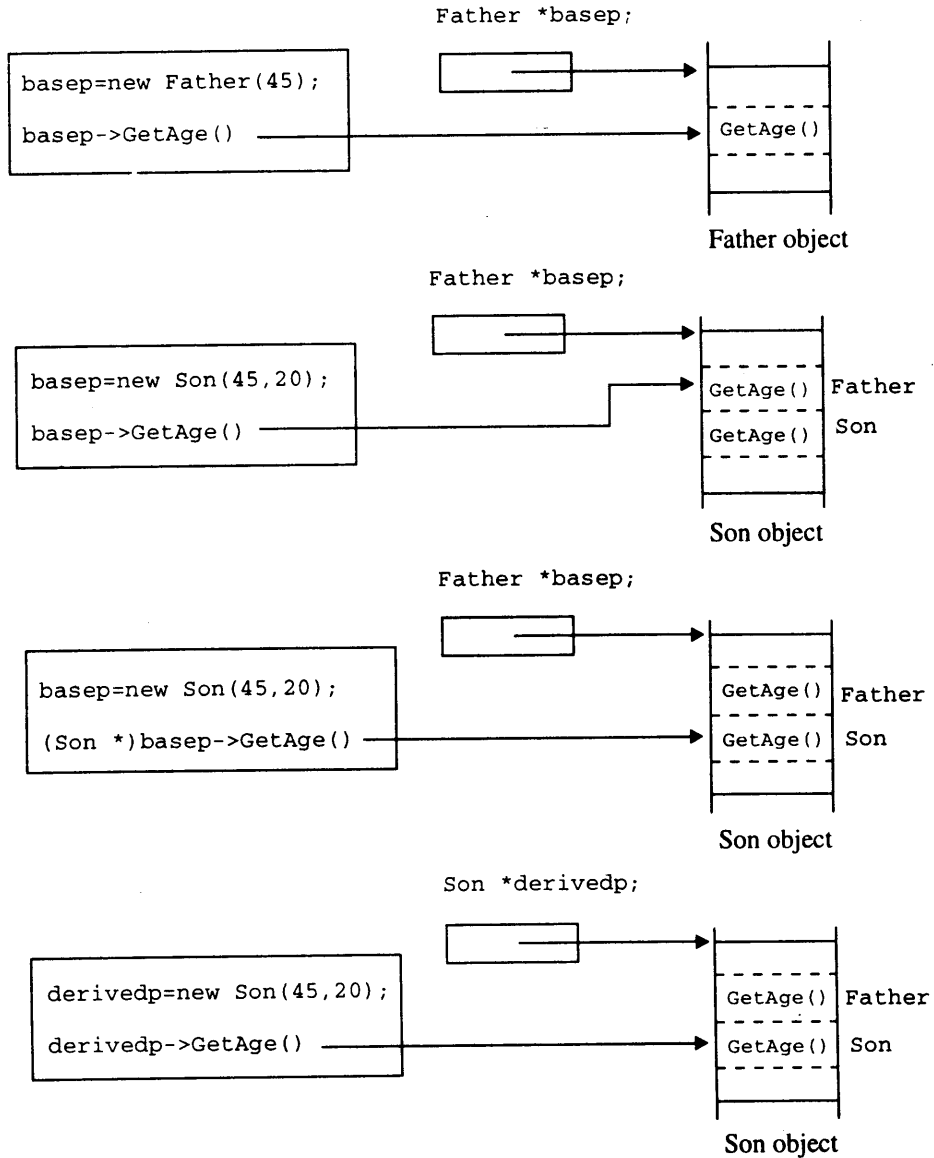 Father *basep;
basep=new Father(45);
basep->GetAge()
GetAge()
Father object
Father *basep;
basep=new Son(45,20);
basep->GetAge()
GetAge() Father
GetAge() Son
Son object
Father *basep;
basep=new Son(45,20);
(Son *)basep->GetAge()
GetAge() Father
GetAge() Son
Son object
Son *derivedp;
derivedp=new Son(45,20);
derivedp->GetAge()
GetAge() Father
GetAge() Son
Son object